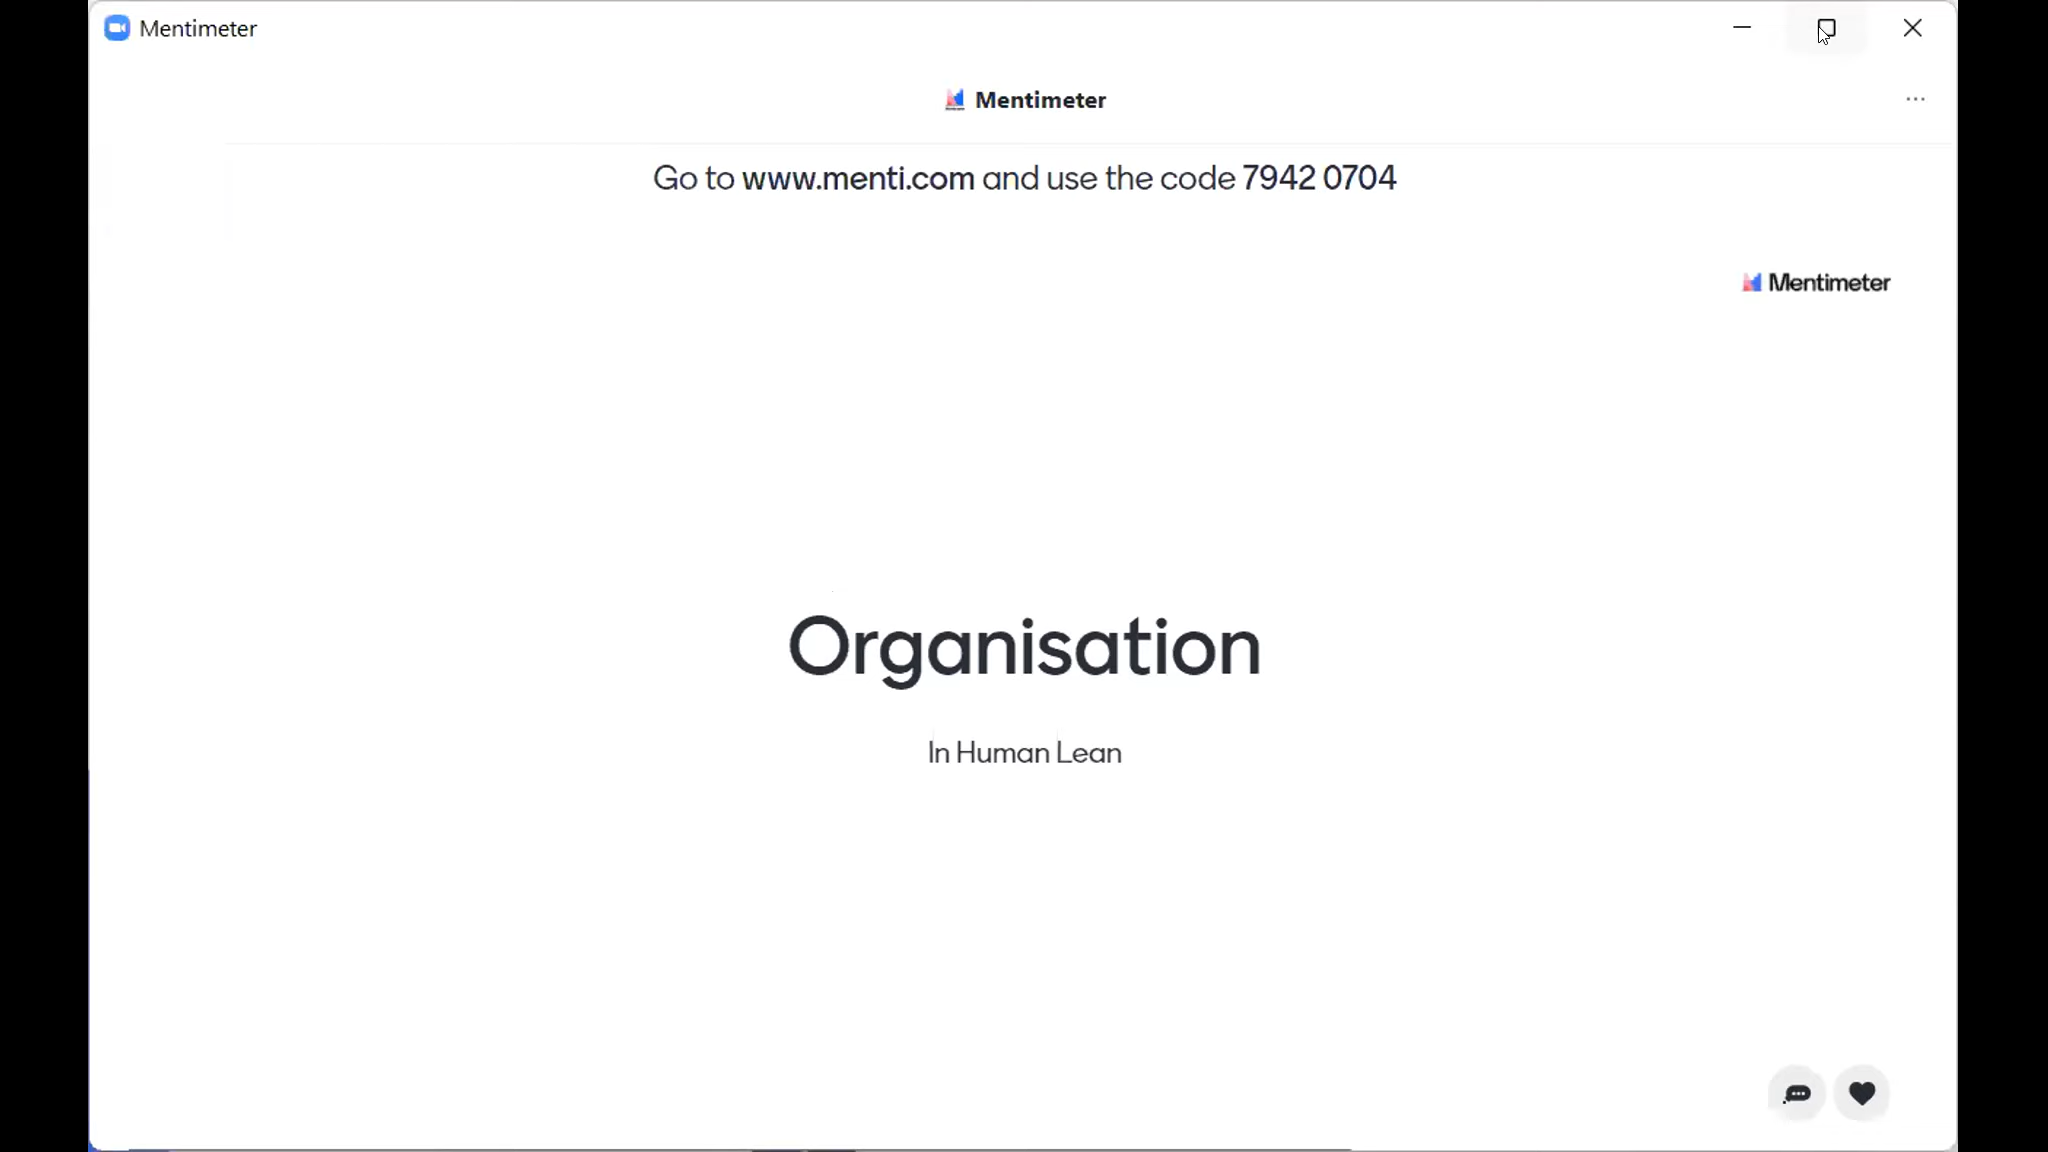 Mentimeter
Mentimeter
Go to www.menti.com and use the code 7942 0704
Mentimeter
Organisation
In Human Lean